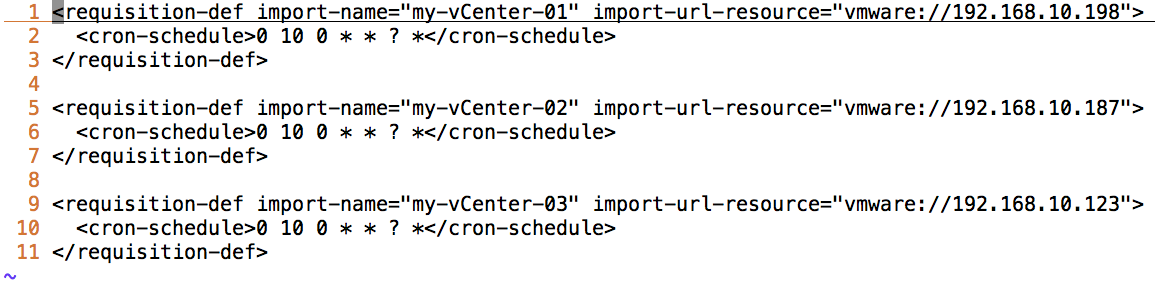 1 <requisition-def import-name="my-vCenter-01" import-url-resource="vmware://192.168.10.198">
2   <cron-schedule>0 10 0 * * ? *</cron-schedule>
3 </requisition-def>
4
5 <requisition-def import-name="my-vCenter-02" import-url-resource="vmware://192.168.10.187">
6   <cron-schedule>0 10 0 * * ? *</cron-schedule>
7 </requisition-def>
8
9 <requisition-def import-name="my-vCenter-03" import-url-resource="vmware://192.168.10.123">
10   <cron-schedule>0 10 0 * * ? *</cron-schedule>
11 </requisition-def>
~